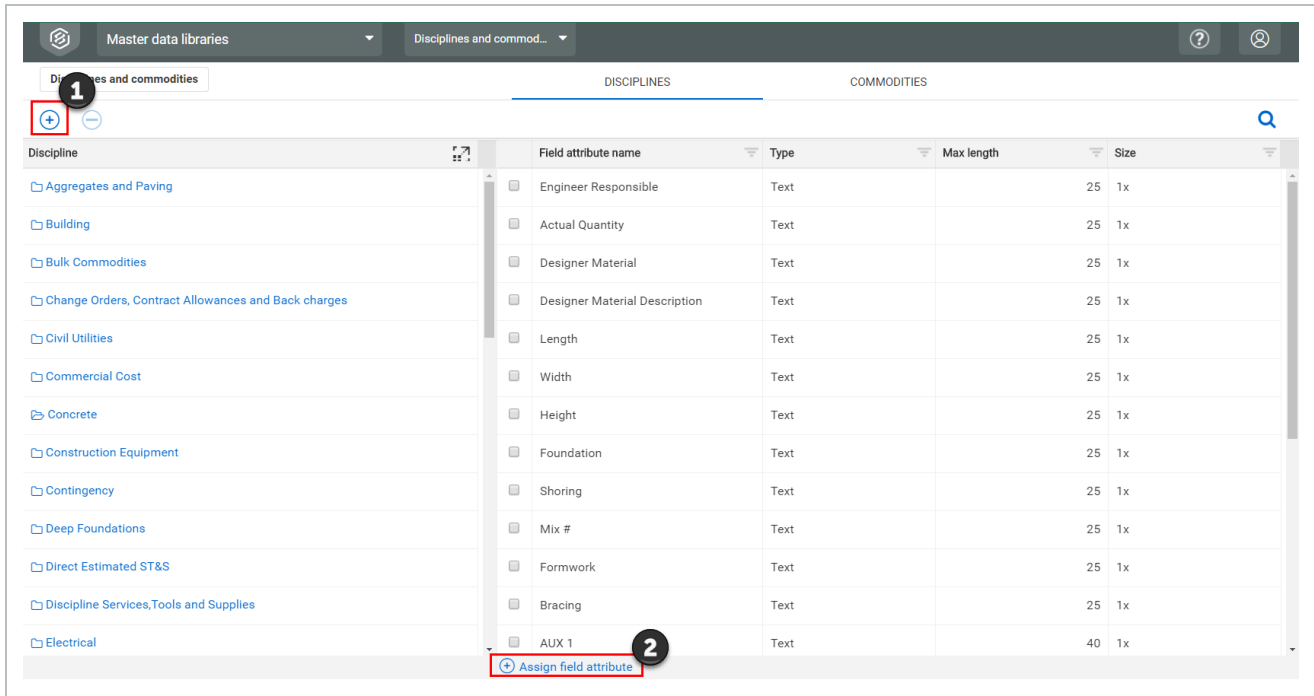 Master data libraries Disciplines and commod... ?
Disciplines and commodities DISCIPLINES COMMODITIES
1
Discipline Field attribute name Type Max length Size
Aggregates and Paving Engineer Responsible Text 25 1x
Building Actual Quantity Text 25 1x
Bulk Commodities Designer Material Text 25 1x
Change Orders, Contract Allowances and Back charges Designer Material Description Text 25 1x
Civil Utilities Length Text 25 1x
Commercial Cost Width Text 25 1x
Concrete Height Text 25 1x
Construction Equipment Foundation Text 25 1x
Contingency Shoring Text 25 1x
Deep Foundations Mix # Text 25 1x
Direct Estimated ST&S Formwork Text 25 1x
Discipline Services,Tools and Supplies Bracing Text 25 1x
Electrical AUX 1 Text 40 1x
2
Assign field attribute